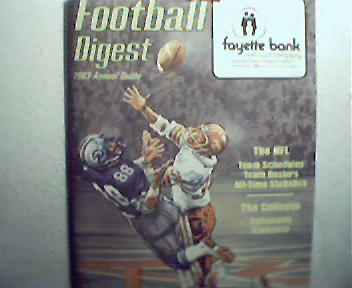 Football
Digest
1983 Annual Guide
fayette bank
88
The NFL
Team Schedules
Team Rosters
All-Time Statistics
The Colleges